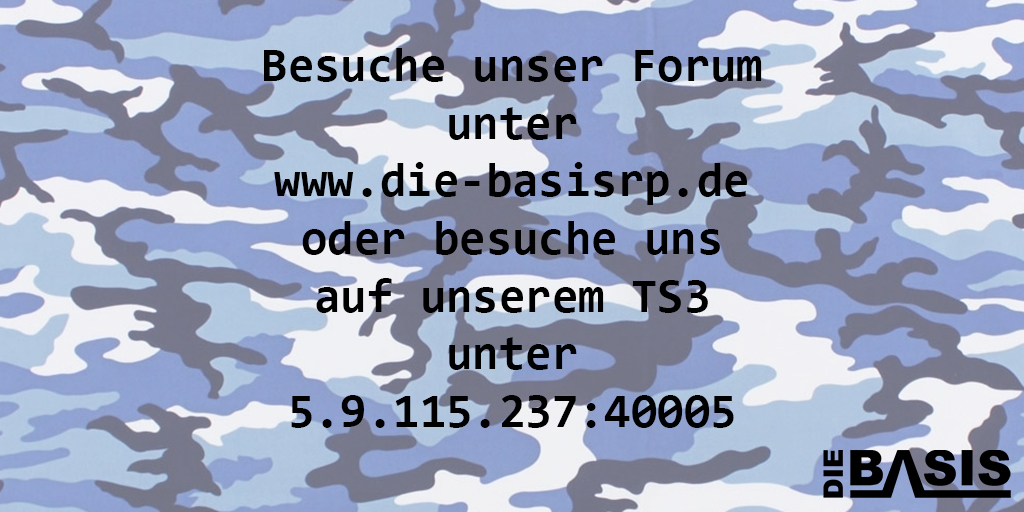 Besuche unser Forum
unter
www.die-basisrp.de
oder besuche uns
auf unserem TS3
unter
5.9.115.237:40005
DIE BASIS